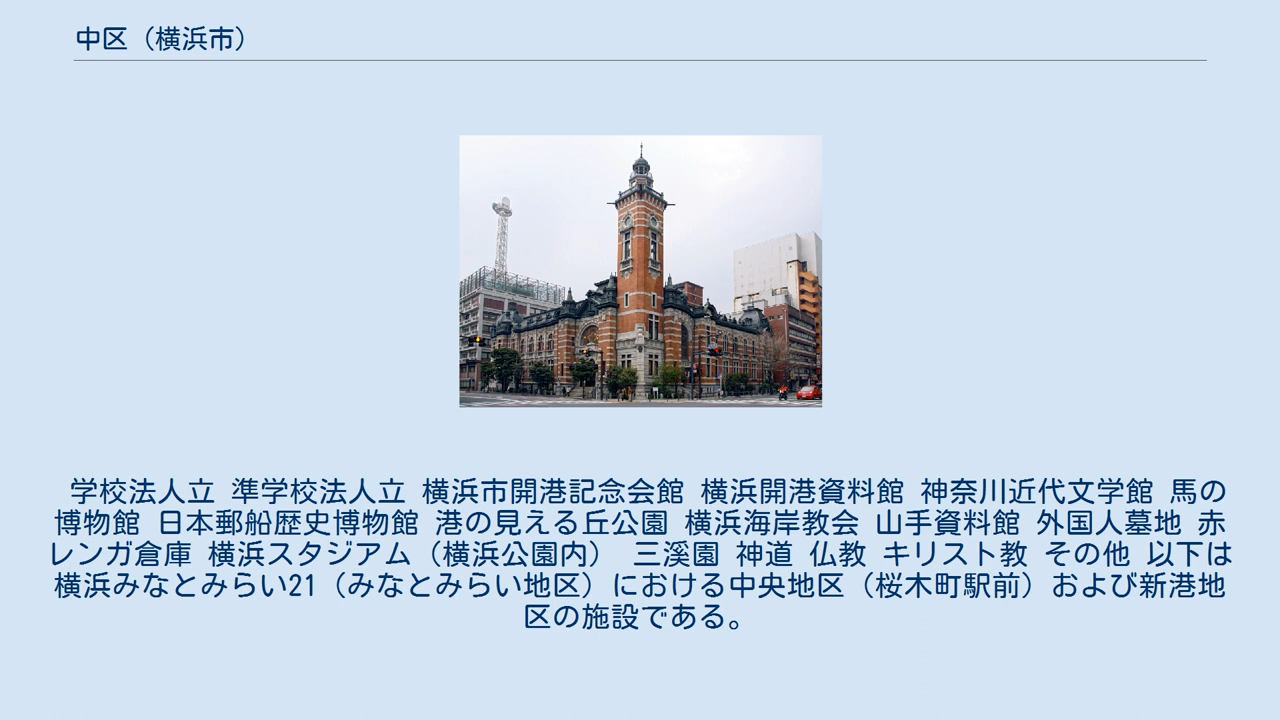 中区（横浜市）
学校法人立 準学校法人立 横浜市開港記念会館 横浜開港資料館 神奈川近代文学館 馬の
博物館 日本郵船歴史博物館 港の見える丘公園 横浜海岸教会 山手資料館 外国人墓地 赤
レンガ倉庫 横浜スタジアム（横浜公園内） 三溪園 神道 仏教 キリスト教 その他 以下は
横浜みなとみらい21（みなとみらい地区）における中央地区（桜木町駅前）および新港地
区の施設である。